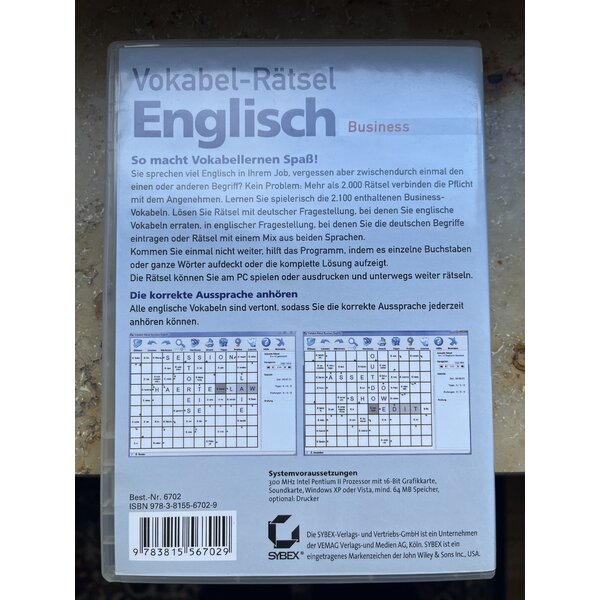 Vokabel-Rätsel
Englisch Business
So macht Vokabellernen Spaß!
Sie sprechen viel Englisch in Ihrem Job, vergessen aber zwischendurch einmal den
einen oder anderen Begriff? Kein Problem: Mehr als 2.000 Rätsel verbinden die Pflicht
mit dem Angenehmen. Lernen Sie spielerisch die 2.100 enthaltenen Business-
Vokabeln. Lösen Sie Rätsel mit deutscher Fragestellung, bei denen Sie englische
Vokabeln erraten, in englischer Fragestellung, bei denen Sie die deutschen Begriffe
eintragen oder Rätsel mit einem Mix aus beiden Sprachen.
Kommen Sie einmal nicht weiter, hilft das Programm, indem es einzelne Buchstaben
oder ganze Wörter aufdeckt oder die komplette Lösung aufzeigt.
Die Rätsel können Sie am PC spielen oder ausdrucken und unterwegs weiter rätseln.
Die korrekte Aussprache anhören
Alle englische Vokabeln sind vertont, sodass Sie die korrekte Aussprache jederzeit
anhören können.
SESSION
HAERTE LAW
ASSET
SHOW
EDIT
Systemvoraussetzungen
300 MHz Intel Pentium II Prozessor mit 16-Bit Grafikkarte,
Soundkarte, Windows XP oder Vista, mind. 64 MB Speicher,
optional: Drucker
Best.-Nr. 6702
ISBN 978-3-8155-6702-9
9 783815 567029
SYBEX®
Die SYBEX-Verlags- und Vertriebs-GmbH ist ein Unternehmen
der VEMAG Verlags-und Medien AG, Köln. SYBEX ist ein
eingetragenes Markenzeichen der John Wiley & Sons Inc., USA.